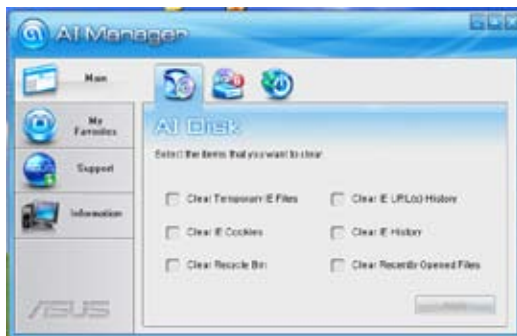 AI Manager
Main
My
Favorites
Support
Information
AI Disk
Select the items that you want to clear
Clear Temporary IE Files
Clear IE URL(s) History
Clear IE Cookies
Clear IE History
Clear Recycle Bin
Clear Recently Opened Files
ASUS